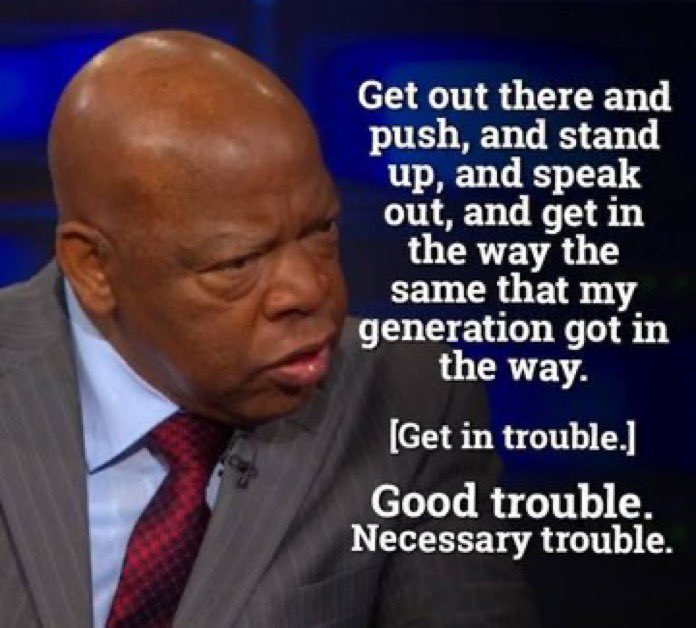 Get out there and
push, and stand
up, and speak
out, and get in
the way the
same that my
generation got in
the way.
[Get in trouble.]
Good trouble.
Necessary trouble.